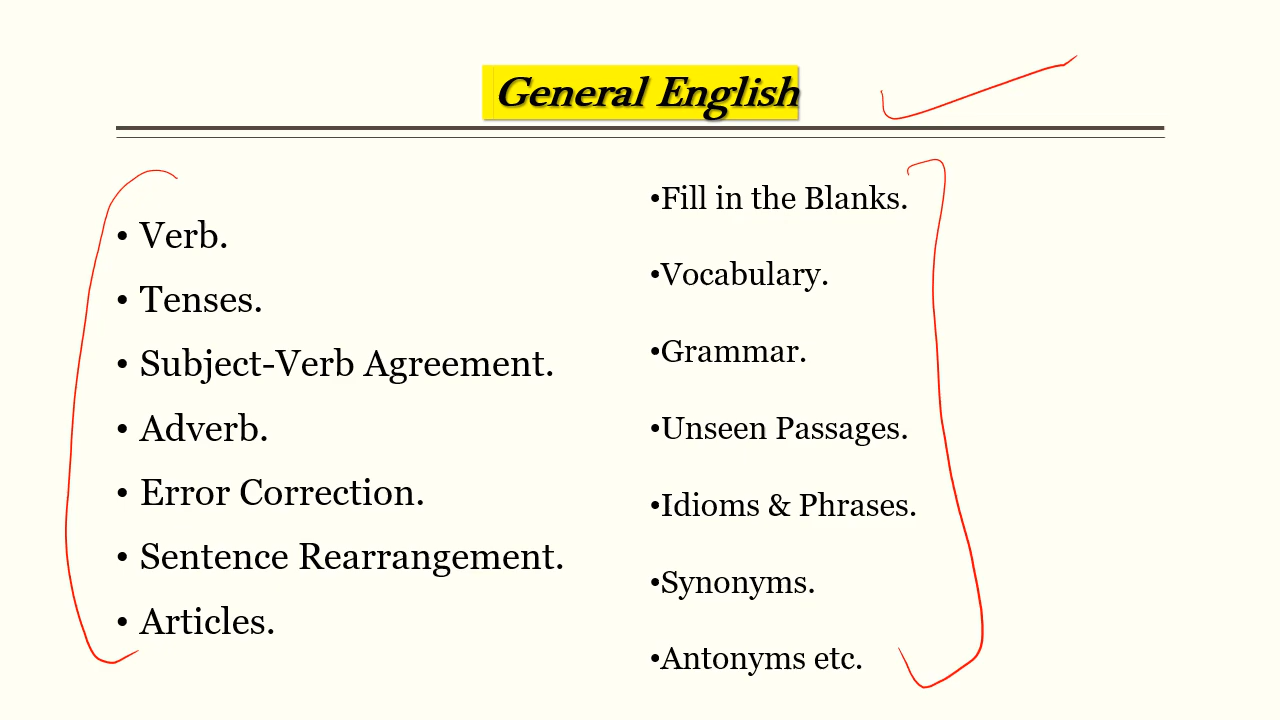 General English
• Verb.
• Tenses.
• Subject-Verb Agreement.
• Adverb.
• Error Correction.
• Sentence Rearrangement.
• Articles.
•Fill in the Blanks.
•Vocabulary.
•Grammar.
•Unseen Passages.
•Idioms & Phrases.
•Synonyms.
•Antonyms etc.